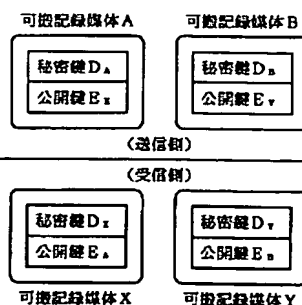 可搬記録媒体A 可搬記録媒体B
秘密鍵DA 秘密鍵DB
公開鍵EX 公開鍵EY
(送信側)
(受信側)
秘密鍵DX 秘密鍵DY
公開鍵EA 公開鍵EB
可搬記録媒体X 可搬記録媒体Y